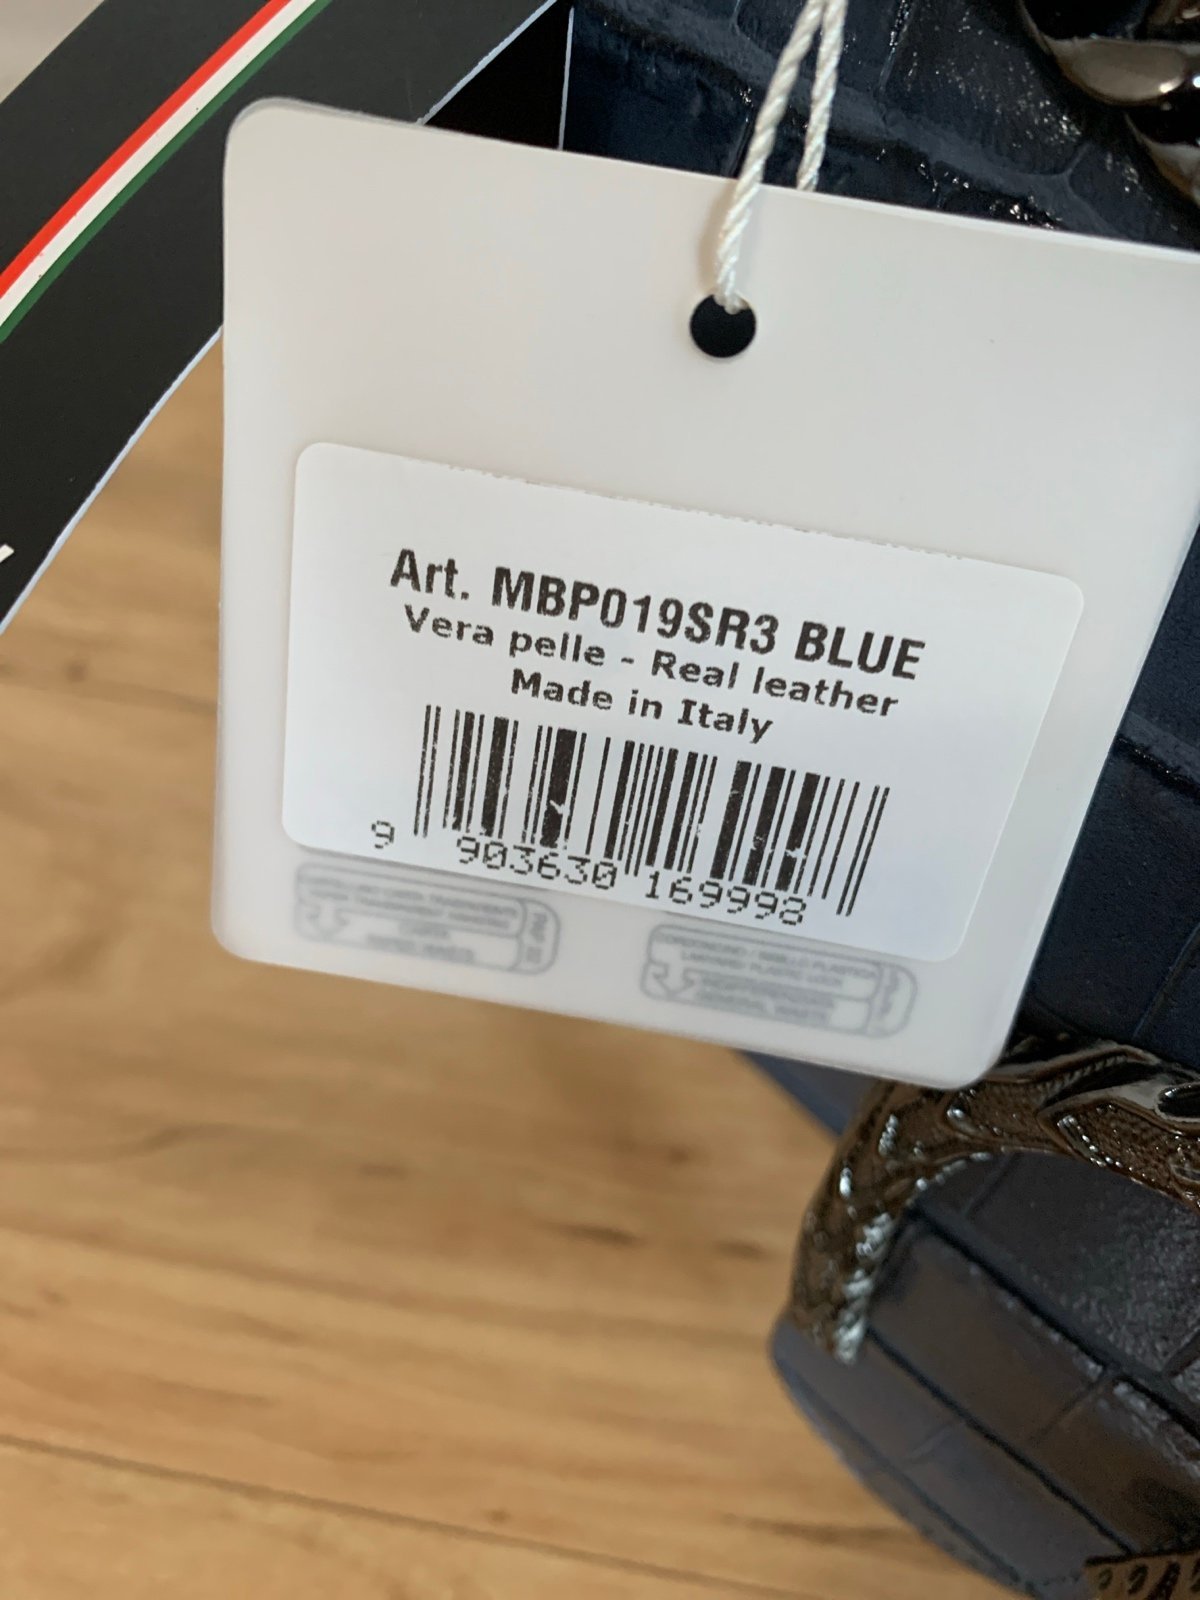 Art. MBP019SR3 BLUE
Vera pelle - Real leather
Made in Italy
9 903630 169998